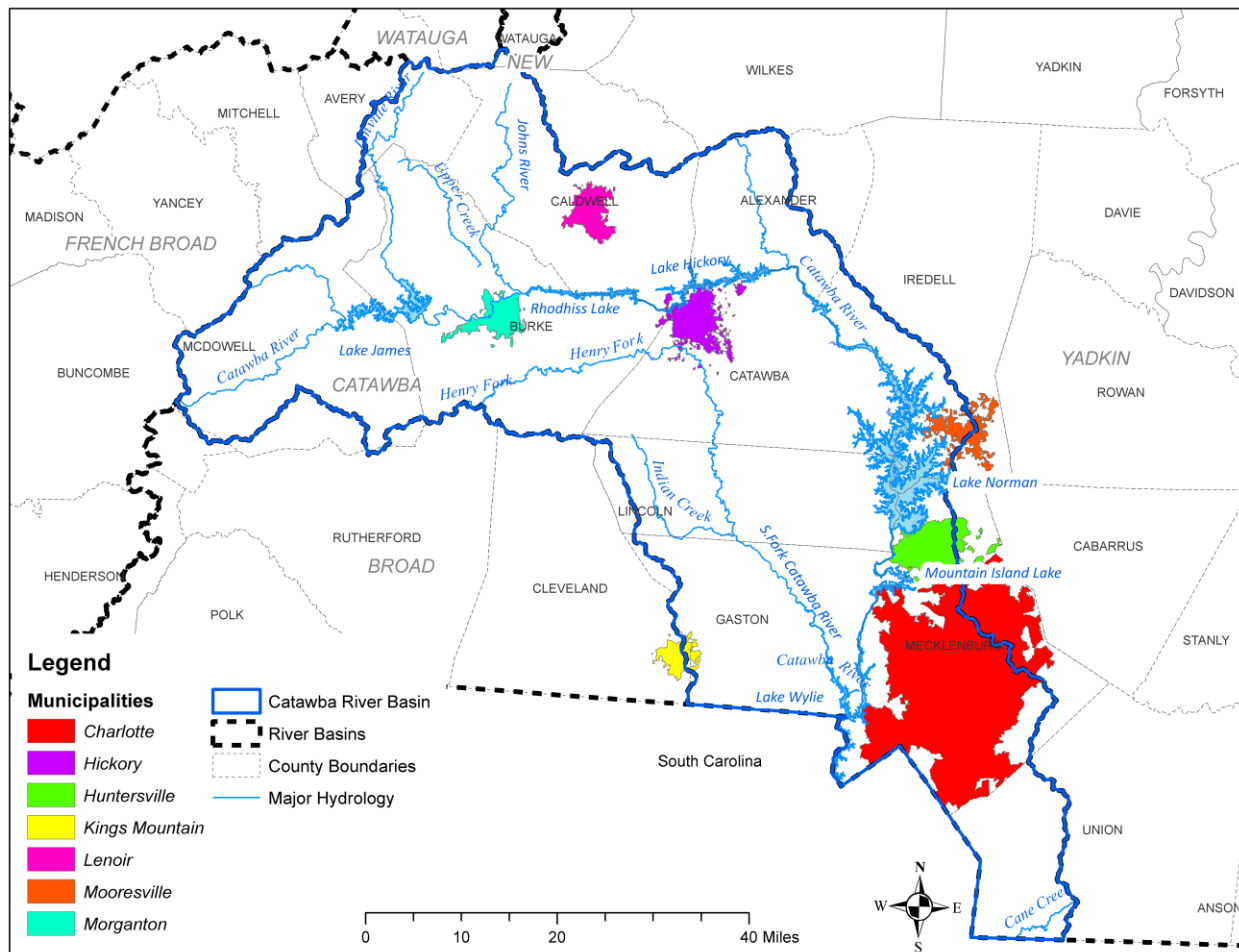 WATAUGA
WATAUGA
NEW
WILKES
YADKIN
FORSYTH
AVERY
MITCHELL
Linville River
Johns River
Upper Creek
CALDWELL
ALEXANDER
YANCEY
MADISON
DAVIE
FRENCH BROAD
Lake Hickory
Catawba River
IREDELL
DAVIDSON
Rhodhiss Lake
BURKE
MCDOWELL
Lake James
Henry Fork
Catawba River
YADKIN
BUNCOMBE
CATAWBA
Henry Fork
CATAWBA
ROWAN
Indian Creek
Lake Norman
LINCOLN
RUTHERFORD
S.Fork Catawba River
BROAD
CABARRUS
HENDERSON
CLEVELAND
Mountain Island Lake
POLK
GASTON
STANLY
MECKLENBURG
Catawba River
Lake Wylie
South Carolina
UNION
Cane Cree
ANSON
Legend
Municipalities
Charlotte
Hickory
Huntersville
Kings Mountain
Lenoir
Mooresville
Morganton
Catawba River Basin
River Basins
County Boundaries
Major Hydrology
N
W
E
S
0 10 20 40 Miles